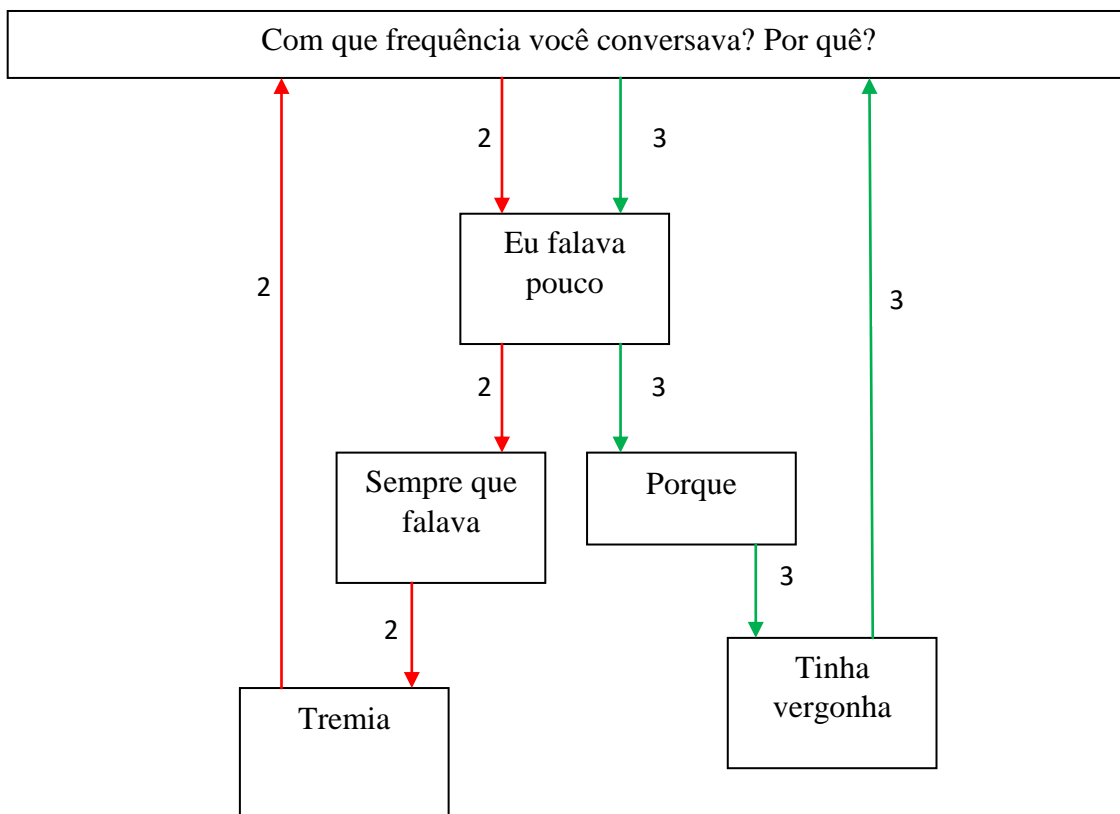 Com que frequência você conversava? Por quê?
2
3
Eu falava
pouco
2
3
2
3
Sempre que
falava
Porque
3
2
Tinha
vergonha
Tremia